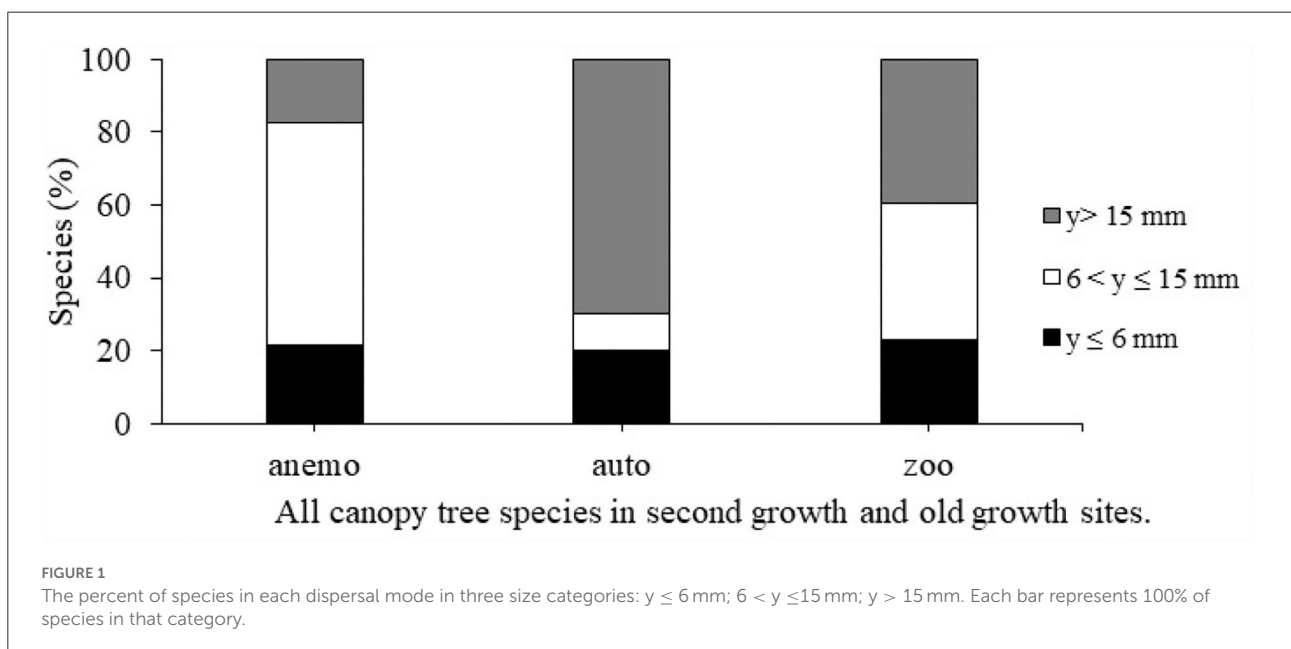 100
80
60
40
20
0
Species (%)
anemo auto zoo
All canopy tree species in second growth and old growth sites.
y> 15 mm
6 < y ≤ 15 mm
y ≤ 6 mm
FIGURE 1
The percent of species in each dispersal mode in three size categories: y ≤ 6 mm; 6 < y ≤15 mm; y > 15 mm. Each bar represents 100% of
species in that category.